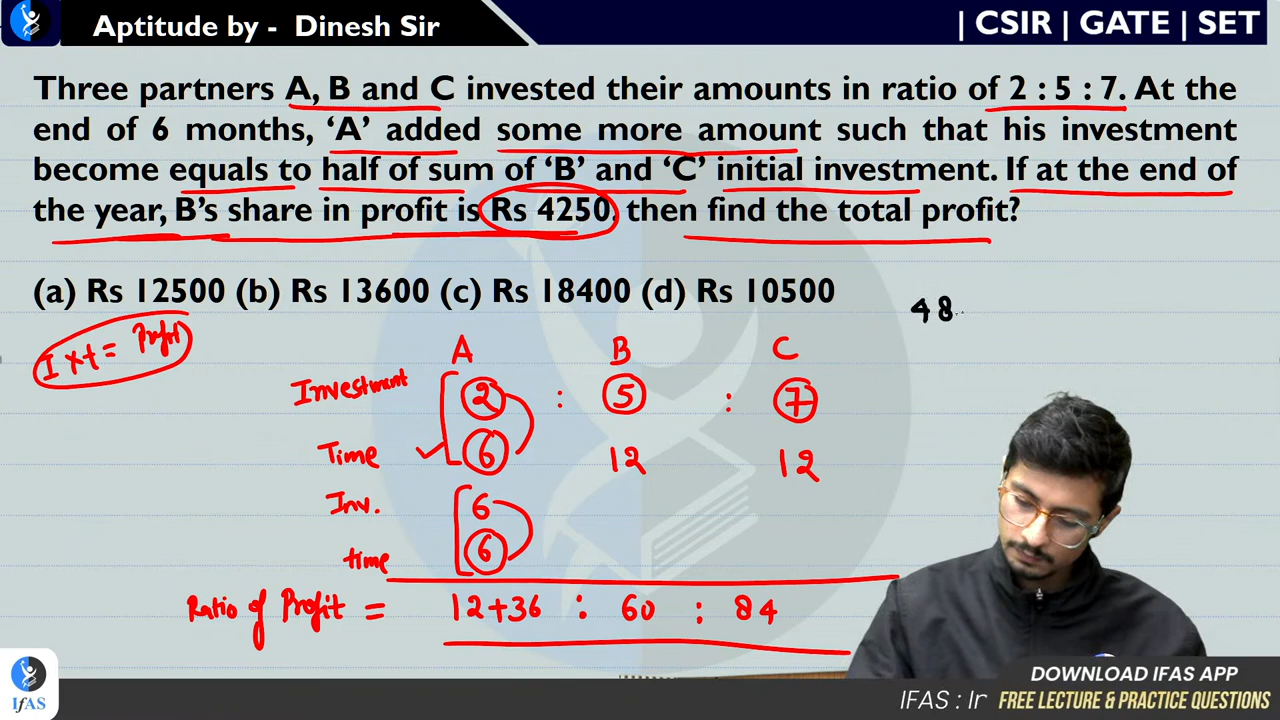 Aptitude by - Dinesh Sir
| CSIR | GATE | SET
Three partners A, B and C invested their amounts in ratio of 2 : 5 : 7. At the
end of 6 months, ‘A’ added some more amount such that his investment
become equals to half of sum of ‘B’ and ‘C’ initial investment. If at the end of
the year, B’s share in profit is Rs 4250, then find the total profit?
(a) Rs 12500 (b) Rs 13600 (c) Rs 18400 (d) Rs 10500
48
I × t = Profit
A B C
Investment 2 : 5 : 7
Time 6 12 12
Inv. 6
time 6
Ratio of Profit = 12+36 : 60 : 84
IfAS
DOWNLOAD IFAS APP
IFAS : Ir FREE LECTURE & PRACTICE QUESTIONS